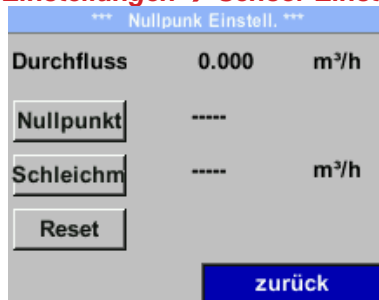 *** Nullpunk Einstell. ***
Durchfluss 0.000 m³/h
Nullpunkt -----
Schleichm ----- m³/h
Reset
zurück